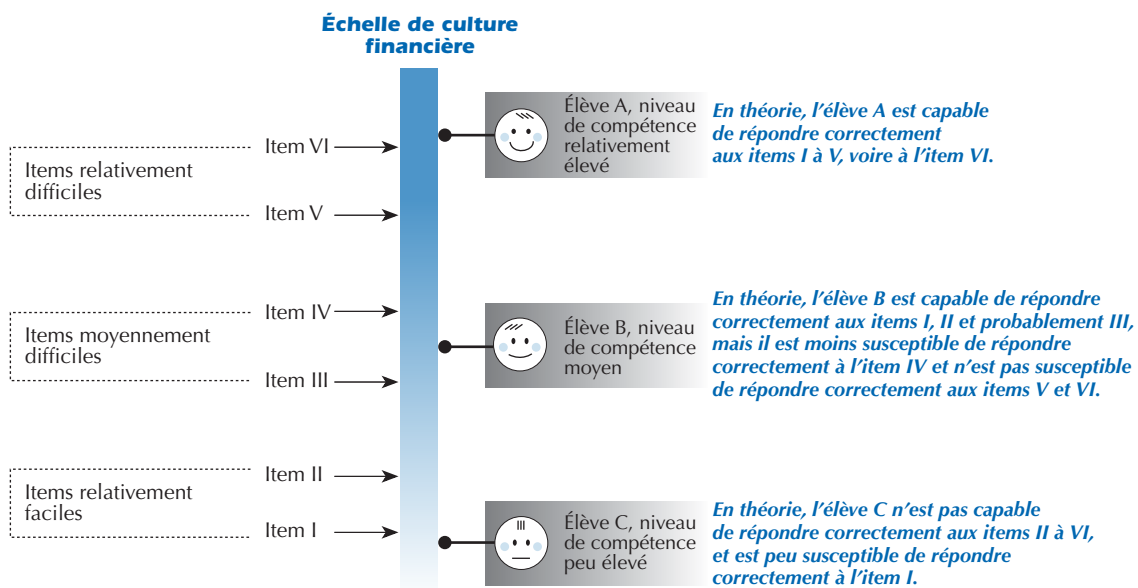 Échelle de culture
financière
Items relativement
difficiles
Item VI
Item V
Élève A, niveau
de compétence
relativement
élevé
En théorie, l'élève A est capable
de répondre correctement
aux items I à V, voire à l'item VI.
Items moyennement
difficiles
Item IV
Item III
Élève B, niveau
de compétence
moyen
En théorie, l'élève B est capable de répondre
correctement aux items I, II et probablement III,
mais il est moins susceptible de répondre
correctement à l'item IV et n'est pas susceptible
de répondre correctement aux items V et VI.
Items relativement
faciles
Item II
Item I
Élève C, niveau
de compétence
peu élevé
En théorie, l'élève C n'est pas capable
de répondre correctement aux items II à VI,
et est peu susceptible de répondre
correctement à l'item I.